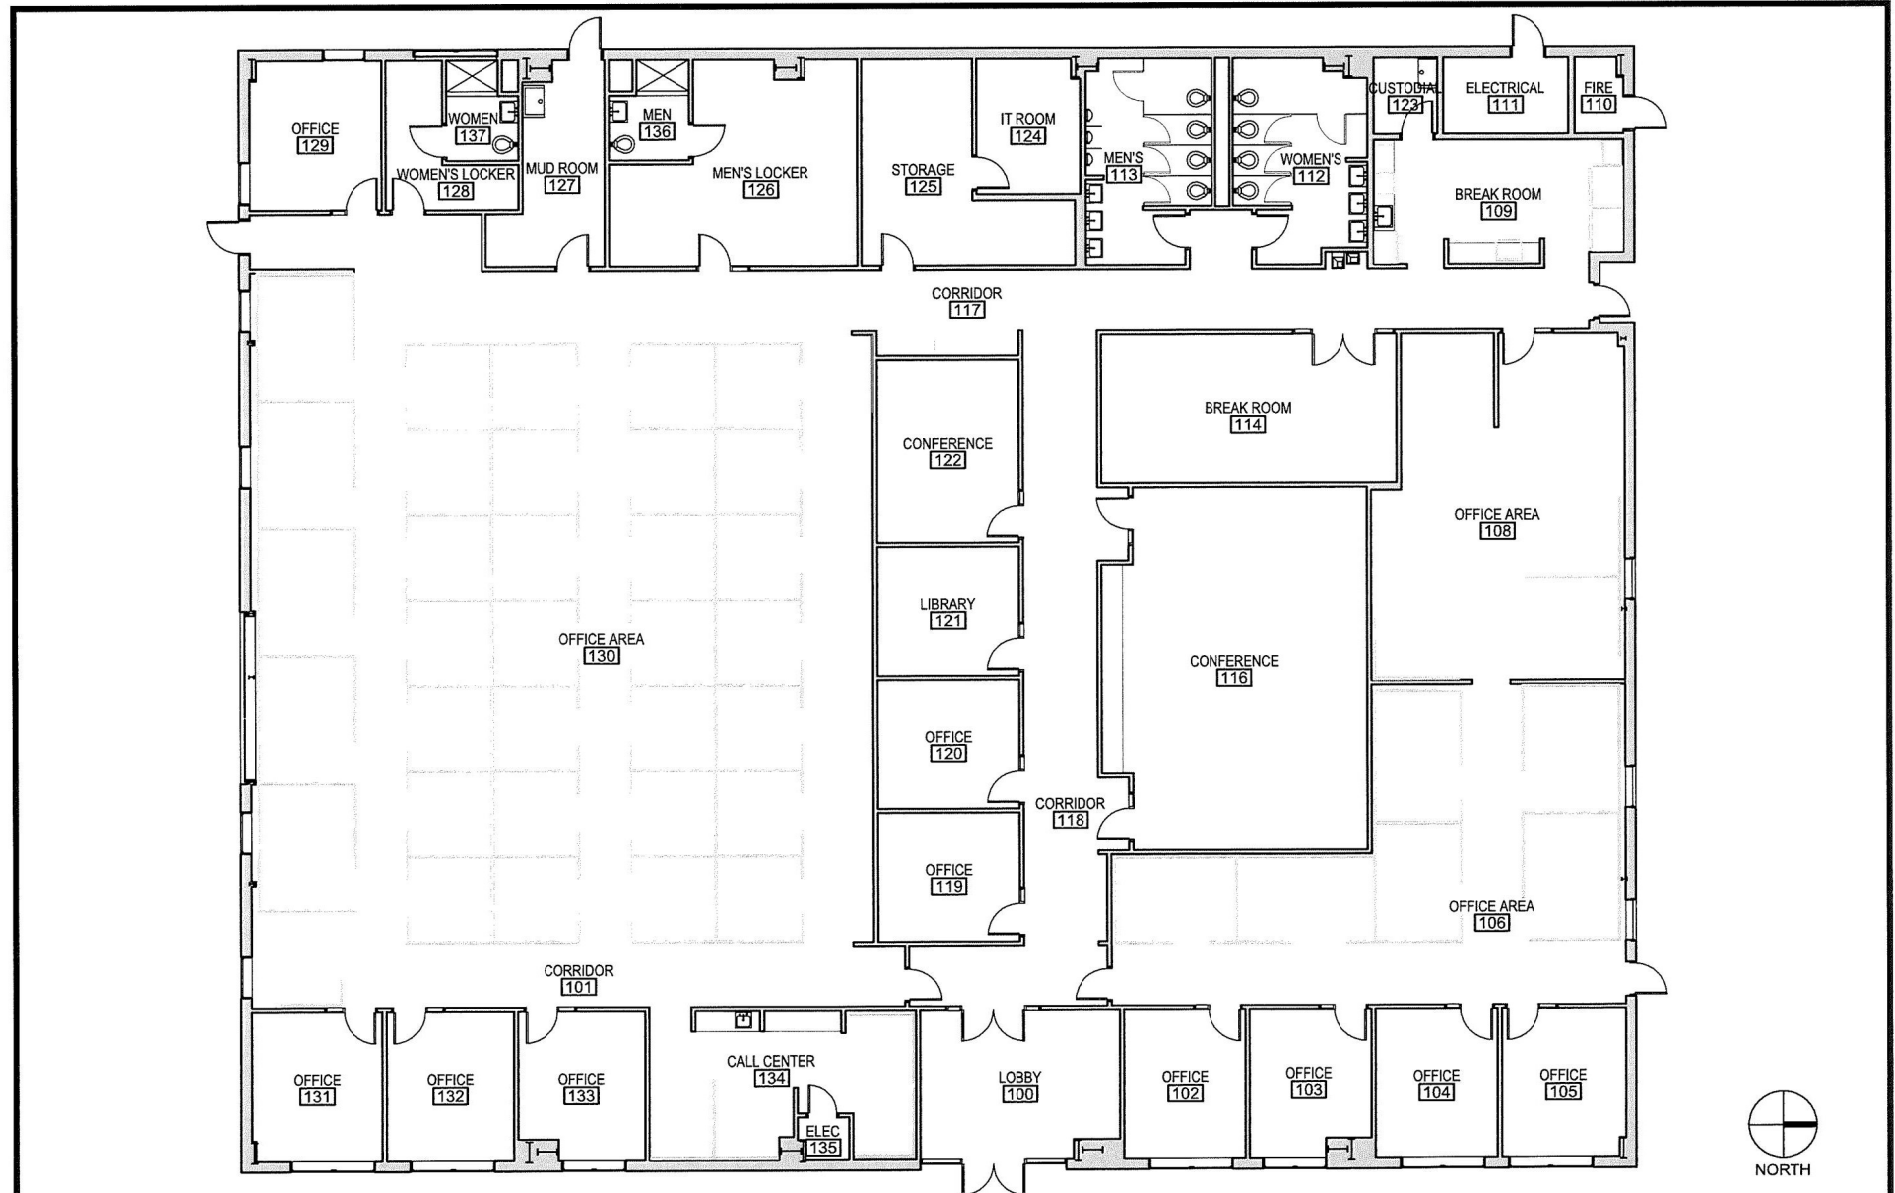 OFFICE
129
WOMEN
137
WOMEN'S LOCKER
128
MUD ROOM
127
MEN
136
MEN'S LOCKER
126
STORAGE
125
IT ROOM
124
MEN'S
113
WOMEN'S
112
CUSTODIAL
123
ELECTRICAL
111
FIRE
110
BREAK ROOM
109
CORRIDOR
117
BREAK ROOM
114
CONFERENCE
122
OFFICE AREA
108
LIBRARY
121
OFFICE AREA
130
CONFERENCE
116
OFFICE
120
CORRIDOR
118
OFFICE
119
OFFICE AREA
106
CORRIDOR
101
OFFICE
131
OFFICE
132
OFFICE
133
CALL CENTER
134
ELEC
135
LOBBY
100
OFFICE
102
OFFICE
103
OFFICE
104
OFFICE
105
NORTH